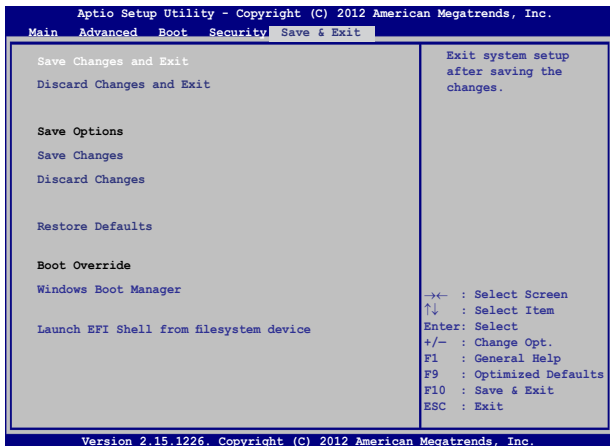 Aptio Setup Utility - Copyright (C) 2012 American Megatrends, Inc.
Main Advanced Boot Security Save & Exit
Save Changes and Exit
Discard Changes and Exit
Save Options
Save Changes
Discard Changes
Restore Defaults
Boot Override
Windows Boot Manager
Launch EFI Shell from filesystem device
Exit system setup
after saving the
changes.
→← : Select Screen
↑↓ : Select Item
Enter: Select
+/— : Change Opt.
F1 : General Help
F9 : Optimized Defaults
F10 : Save & Exit
ESC : Exit
Version 2.15.1226. Copyright (C) 2012 American Megatrends, Inc.